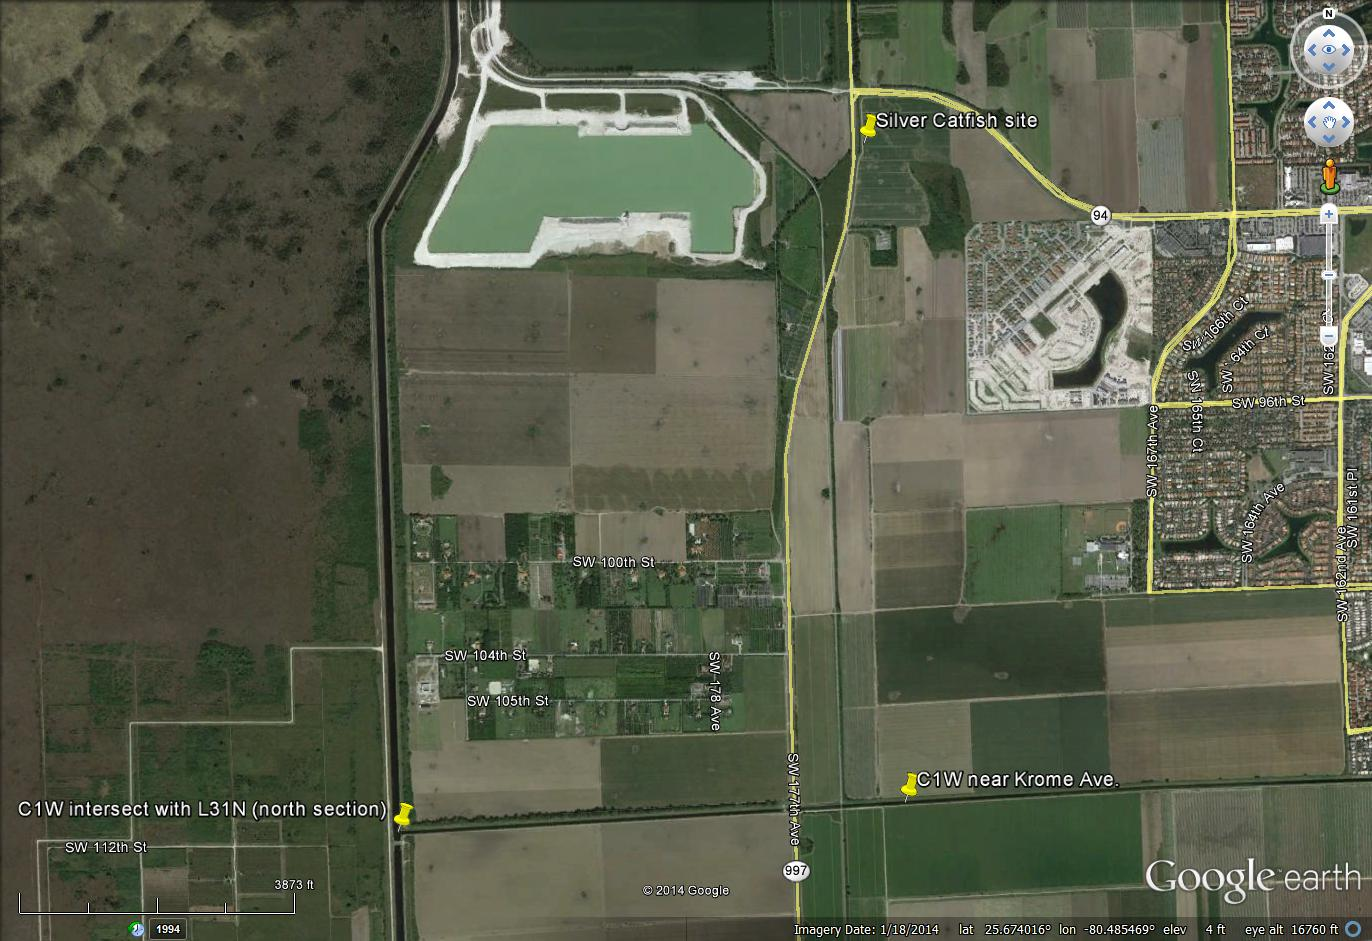 N
Silver Catfish site
94
SW 166th Ct
SW 64th Ct
SW 162
SW 96th St
SW 165th Ct
SW 167th Ave
SW 164th Ave
SW 161st Pl
SW 162nd Ave
SW 100th St
SW 104th St
SW 178 Ave
SW 105th St
SW 177th Ave
C1W near Krome Ave.
C1W intersect with L31N (north section)
SW 112th St
997
3873 ft
© 2014 Google
Google earth
1994
Imagery Date: 1/18/2014 lat 25.674016° lon -80.485469° elev 4 ft eye alt 16760 ft